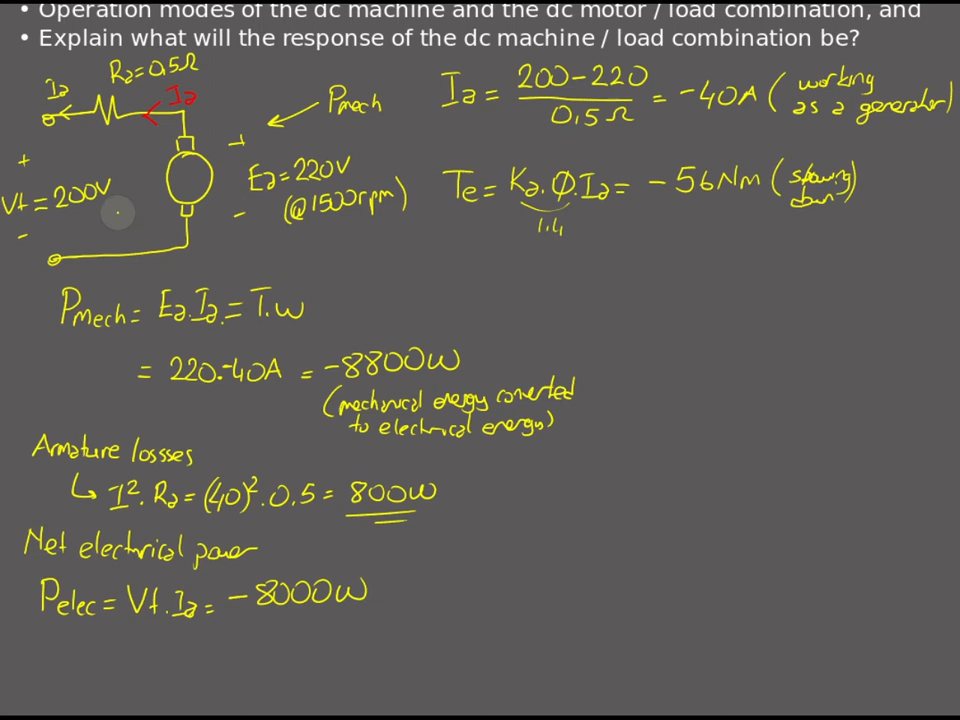 • Operation modes of the dc machine and the dc motor / load combination, and
• Explain what will the response of the dc machine / load combination be?
Ra=0.5Ω
Ia
Ia
Pmech
+
Vt = 200V
-
+
Ea = 220V
(@1500rpm)
-
Ia = 200-220 / 0.5Ω = -40A (working as a generator)
Te = Ka.Φ.Ia = -56Nm (slowing down)
1.4
Pmech = Ea.Ia = T.w
= 220.-40A = -8800W
(mechanical energy converted
to electrical energy)
Armature lossses
↳ I².Ra = (40)².0.5 = 800W
Net electrical power
Pelec = Vt.Ia = -8000W